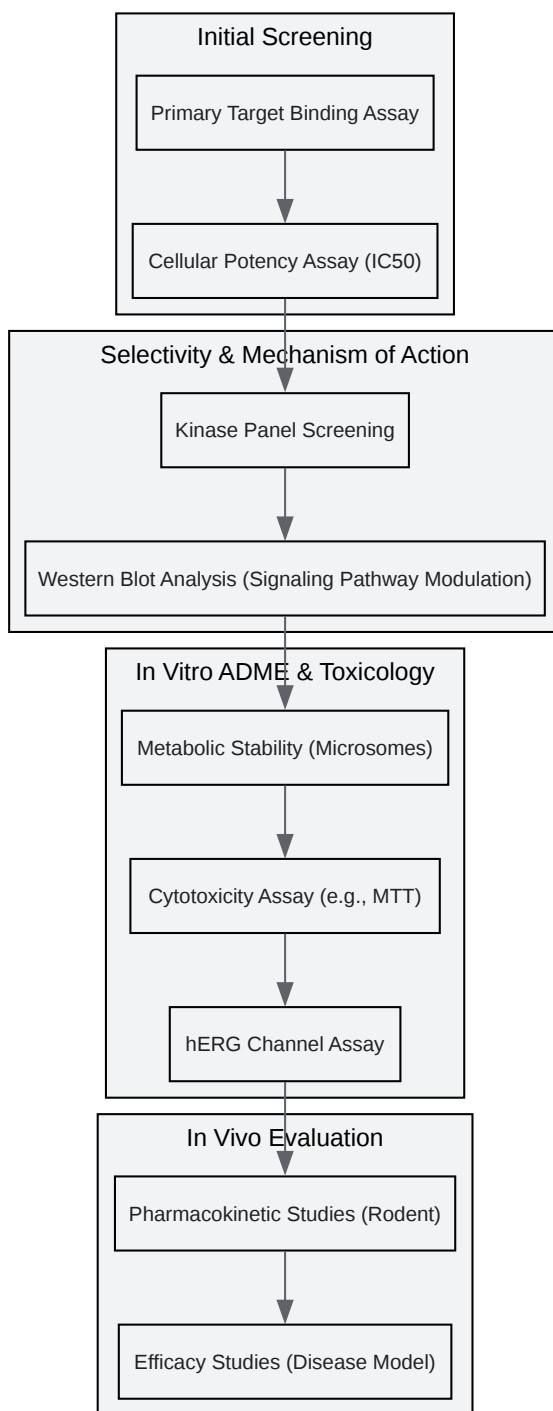 Initial Screening
Primary Target Binding Assay
Cellular Potency Assay (IC50)
Selectivity & Mechanism of Action
Kinase Panel Screening
Western Blot Analysis (Signaling Pathway Modulation)
In Vitro ADME & Toxicology
Metabolic Stability (Microsomes)
Cytotoxicity Assay (e.g., MTT)
hERG Channel Assay
In Vivo Evaluation
Pharmacokinetic Studies (Rodent)
Efficacy Studies (Disease Model)